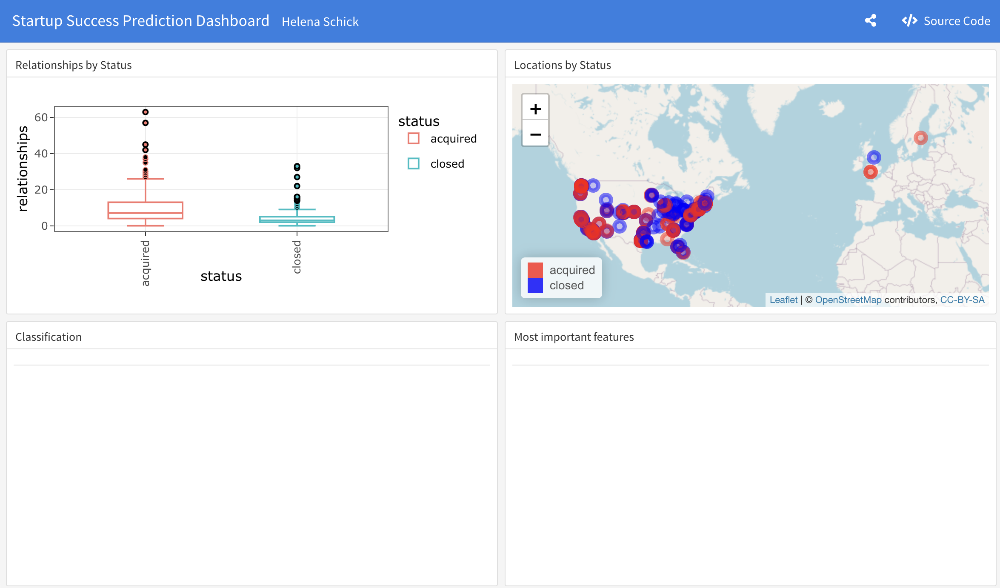 Startup Success Prediction Dashboard Helena Schick Source Code
Relationships by Status
60
40
20
0
relationships
acquired
closed
status
status
acquired
closed
Locations by Status
+
−
acquired
closed
Leaflet | © OpenStreetMap contributors, CC-BY-SA
Classification
Most important features